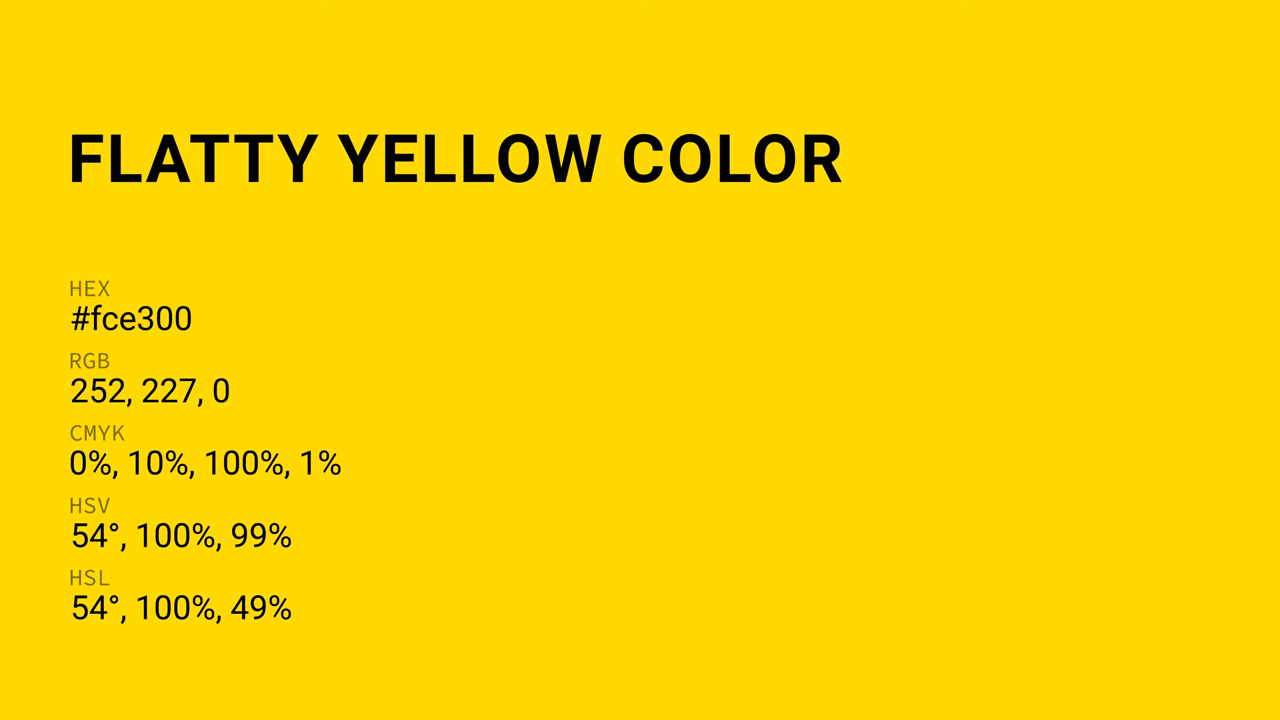 FLATTY YELLOW COLOR
HEX
#fce300
RGB
252, 227, 0
CMYK
0%, 10%, 100%, 1%
HSV
54°, 100%, 99%
HSL
54°, 100%, 49%